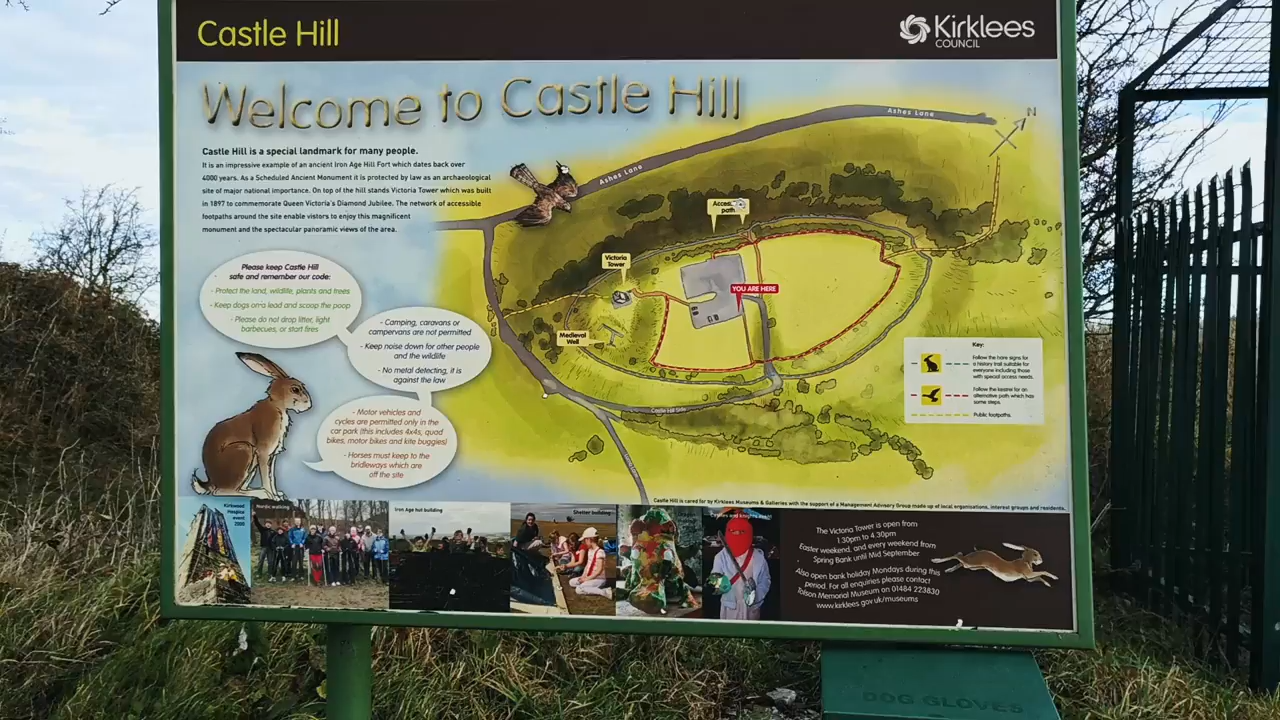 Castle Hill
Kirklees
COUNCIL
Welcome to Castle Hill
Castle Hill is a special landmark for many people.
It is an impressive example of an ancient Iron Age Hill Fort which dates back over
4000 years. As a Scheduled Ancient Monument it is protected by law as an archaeological
site of major national importance. On top of the hill stands Victoria Tower which was built
in 1897 to commemorate Queen Victoria's Diamond Jubilee. The network of accessible
footpaths around the site enable vistors to enjoy this magnificent
monument and the spectacular panoramic views of the area.
Please keep Castle Hill
safe and remember our code:
- Protect the land, wildlife, plants and trees
- Keep dogs on a lead and scoop the poop
- Please do not drop litter, light
barbecues, or start fires
- Camping, caravans or
campervans are not permitted
- Keep noise down for other people
and the wildlife
- No metal detecting, it is
against the law
- Motor vehicles and
cycles are permitted only in the
car park (this includes 4x4s, quad
bikes, motor bikes and kite buggies)
- Horses must keep to the
bridleways which are
off the site
Ashes Lane
Ashes Lane
N
path
Victoria
Tower
YOU ARE HERE
Medieval
Well
Castle Hill Side
Key:
Follow the hare signs for
a history trail suitable for
everyone including those
with special access needs.
Follow the kestrel for an
alternative path which has
some steps.
Public footpaths.
Castle Hill is cared for by Kirklees Museums & Galleries with the support of a Management Advisory Group made up of local organisations, interest groups and residents.
Kirkwood
Hospice
event
Nordic walking
Iron Age hut building
Shelter building
The Victoria Tower is open from
1.30pm to 4.30pm
Easter weekend, and every weekend from
Spring Bank until Mid September
Also open bank holiday Mondays during this
period. For all enquiries please contact
Tolson Memorial Museum on 01484 223830
www.kirklees.gov.uk/museums
DOG GLOVES